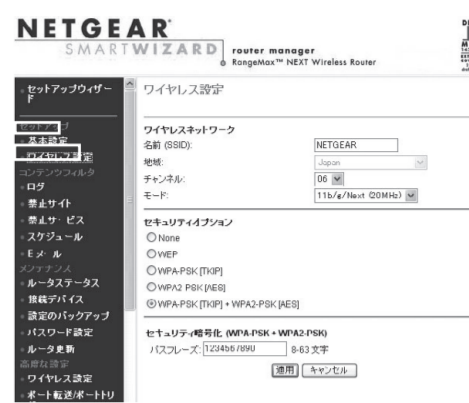 NETGEAR
SMARTWIZARD router manager
RangeMax™ NEXT Wireless Router
セットアップウィザード
セットアップ
基本設定
ワイヤレス設定
コンテンツフィルタ
ログ
禁止サイト
禁止サービス
スケジュール
Eメール
メンテナンス
ルータステータス
接続デバイス
設定のバックアップ
パスワード設定
ルータ更新
高度な設定
ワイヤレス設定
ポート転送/ポートトリ
ワイヤレス設定
ワイヤレスネットワーク
名前 (SSID): NETGEAR
地域: Japan
チャンネル: 06
モード: 11b/g/Next (20MHz)
セキュリティオプション
None
WEP
WPA-PSK [TKIP]
WPA2-PSK [AES]
WPA-PSK [TKIP] + WPA2-PSK [AES]
セキュリティ暗号化 (WPA-PSK + WPA2-PSK)
パスフレーズ: 1234567890 8-63 文字
適用 キャンセル